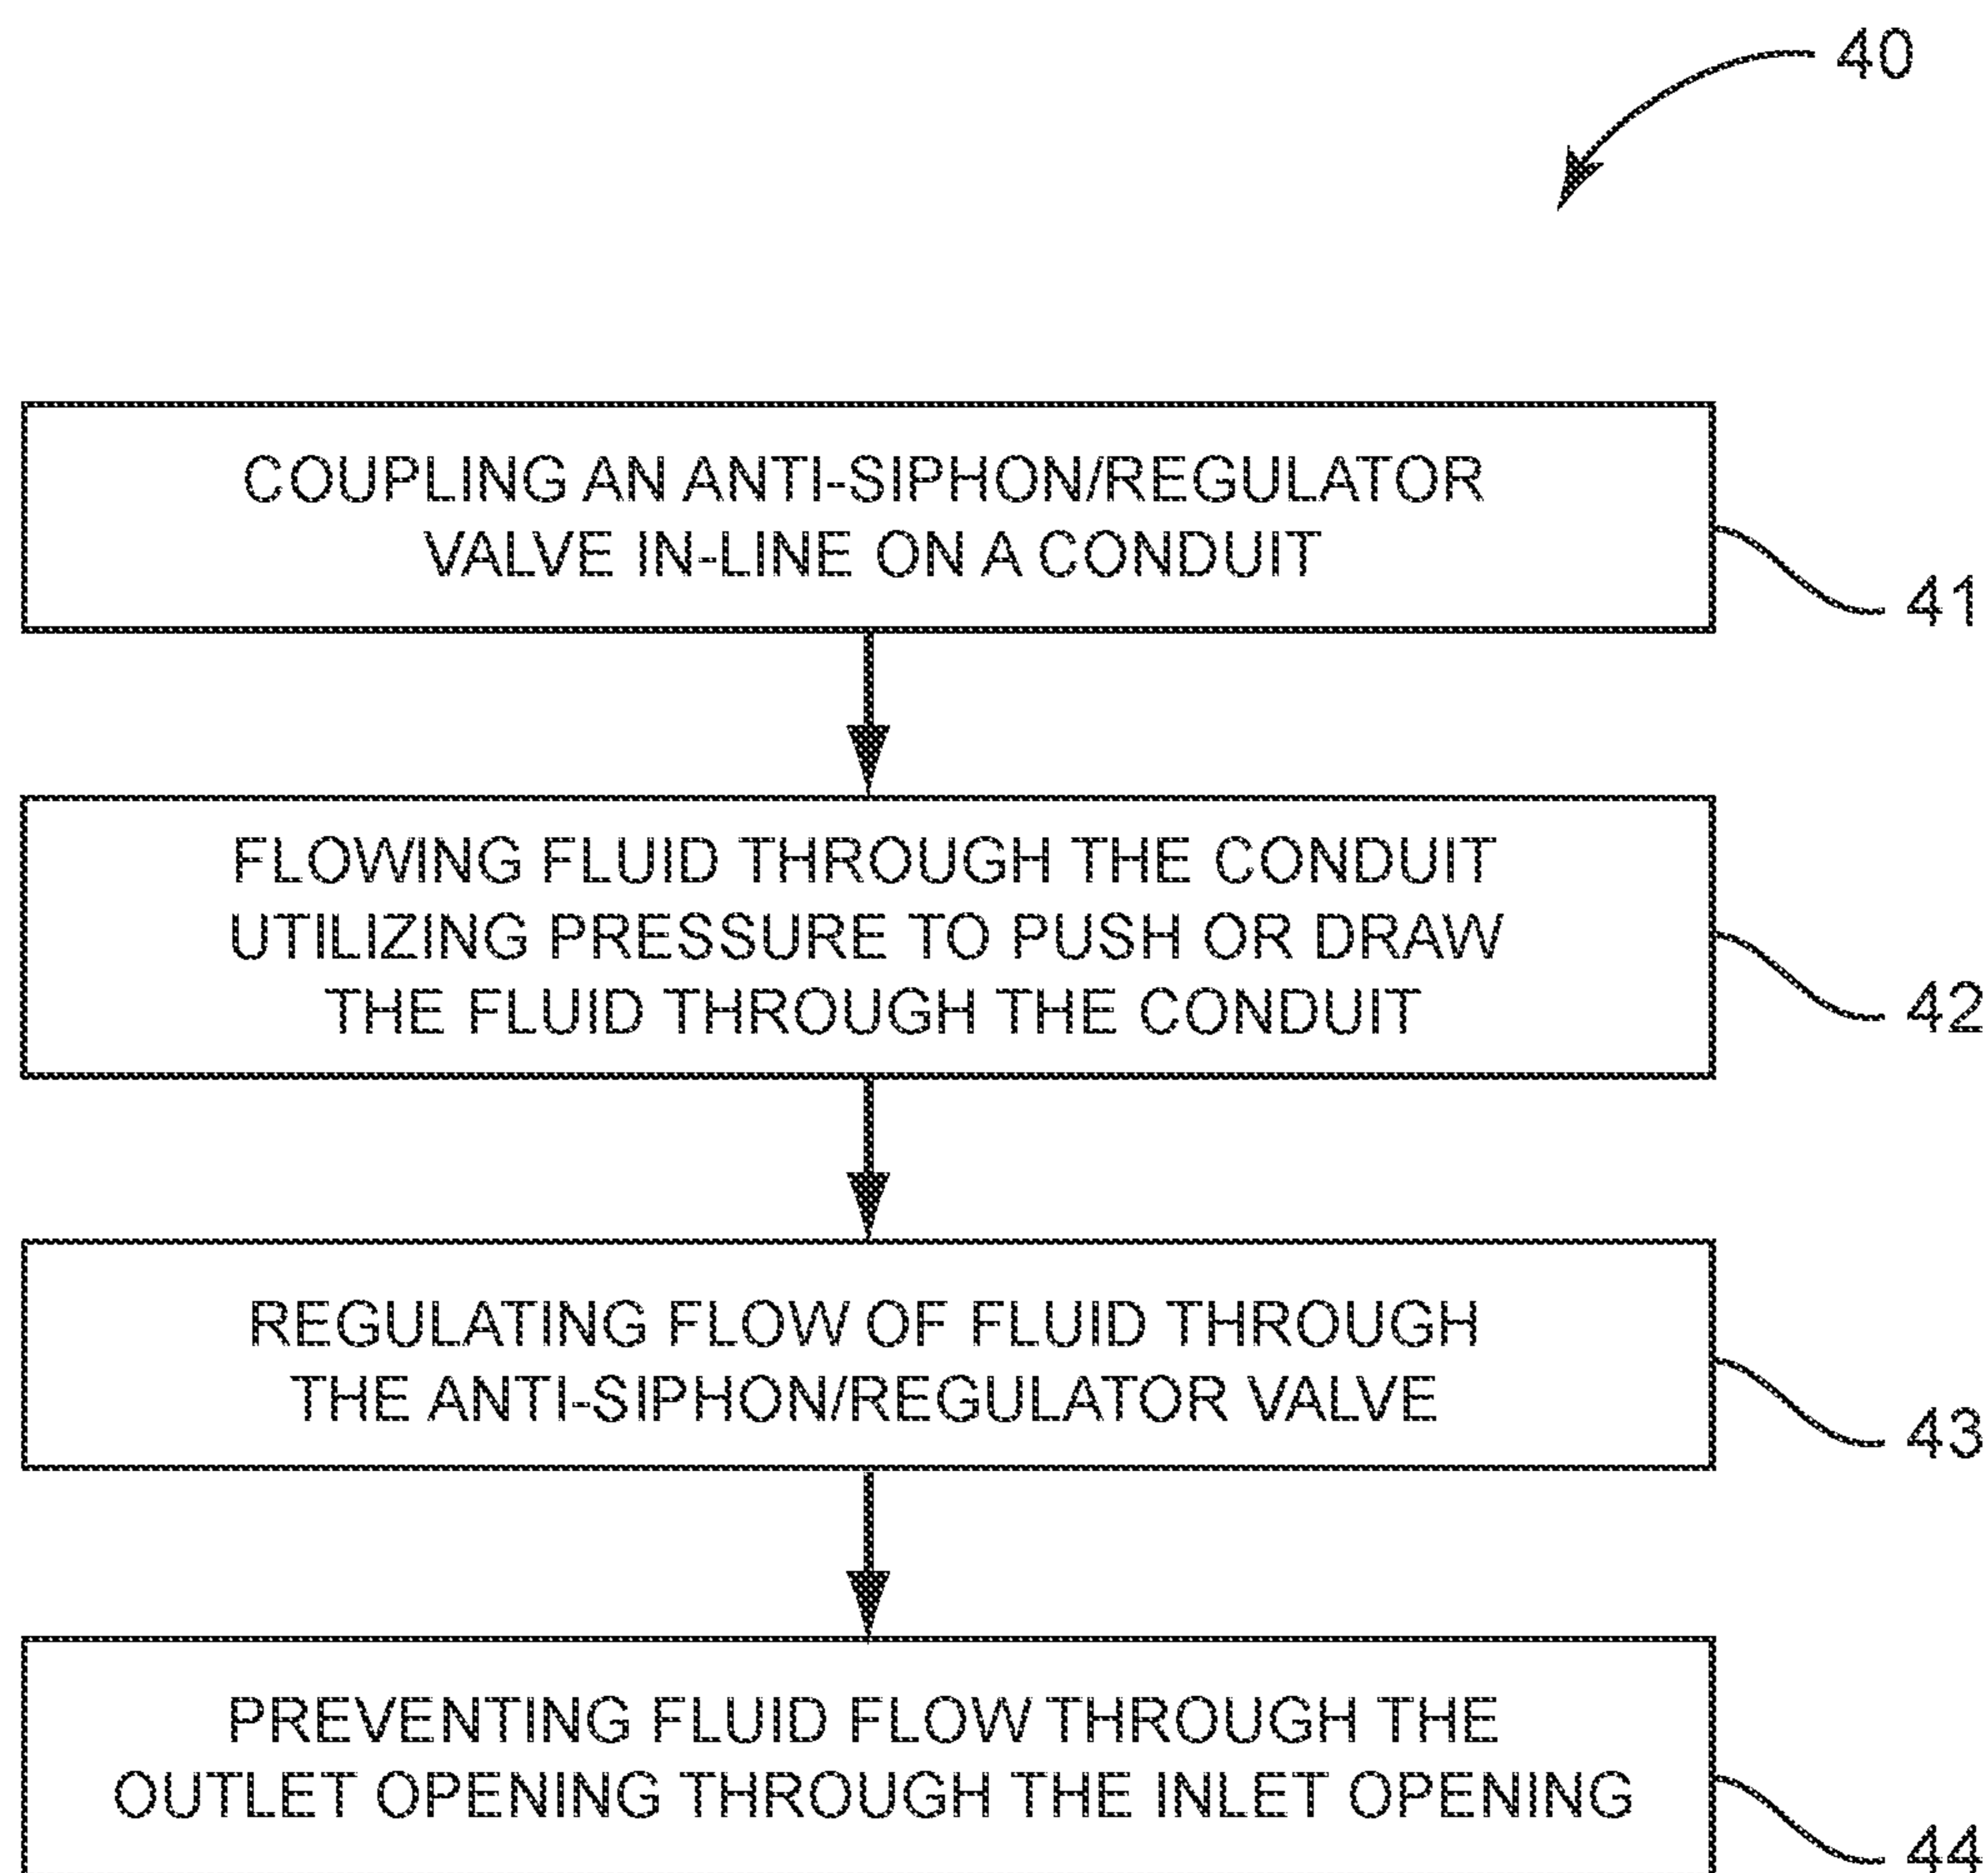 40
COUPLING AN ANTI-SIPHON/REGULATOR
VALVE IN-LINE ON A CONDUIT
41
FLOWING FLUID THROUGH THE CONDUIT
UTILIZING PRESSURE TO PUSH OR DRAW
THE FLUID THROUGH THE CONDUIT
42
REGULATING FLOW OF FLUID THROUGH
THE ANTI-SIPHON/REGULATOR VALVE
43
PREVENTING FLUID FLOW THROUGH THE
OUTLET OPENING THROUGH THE INLET OPENING
44